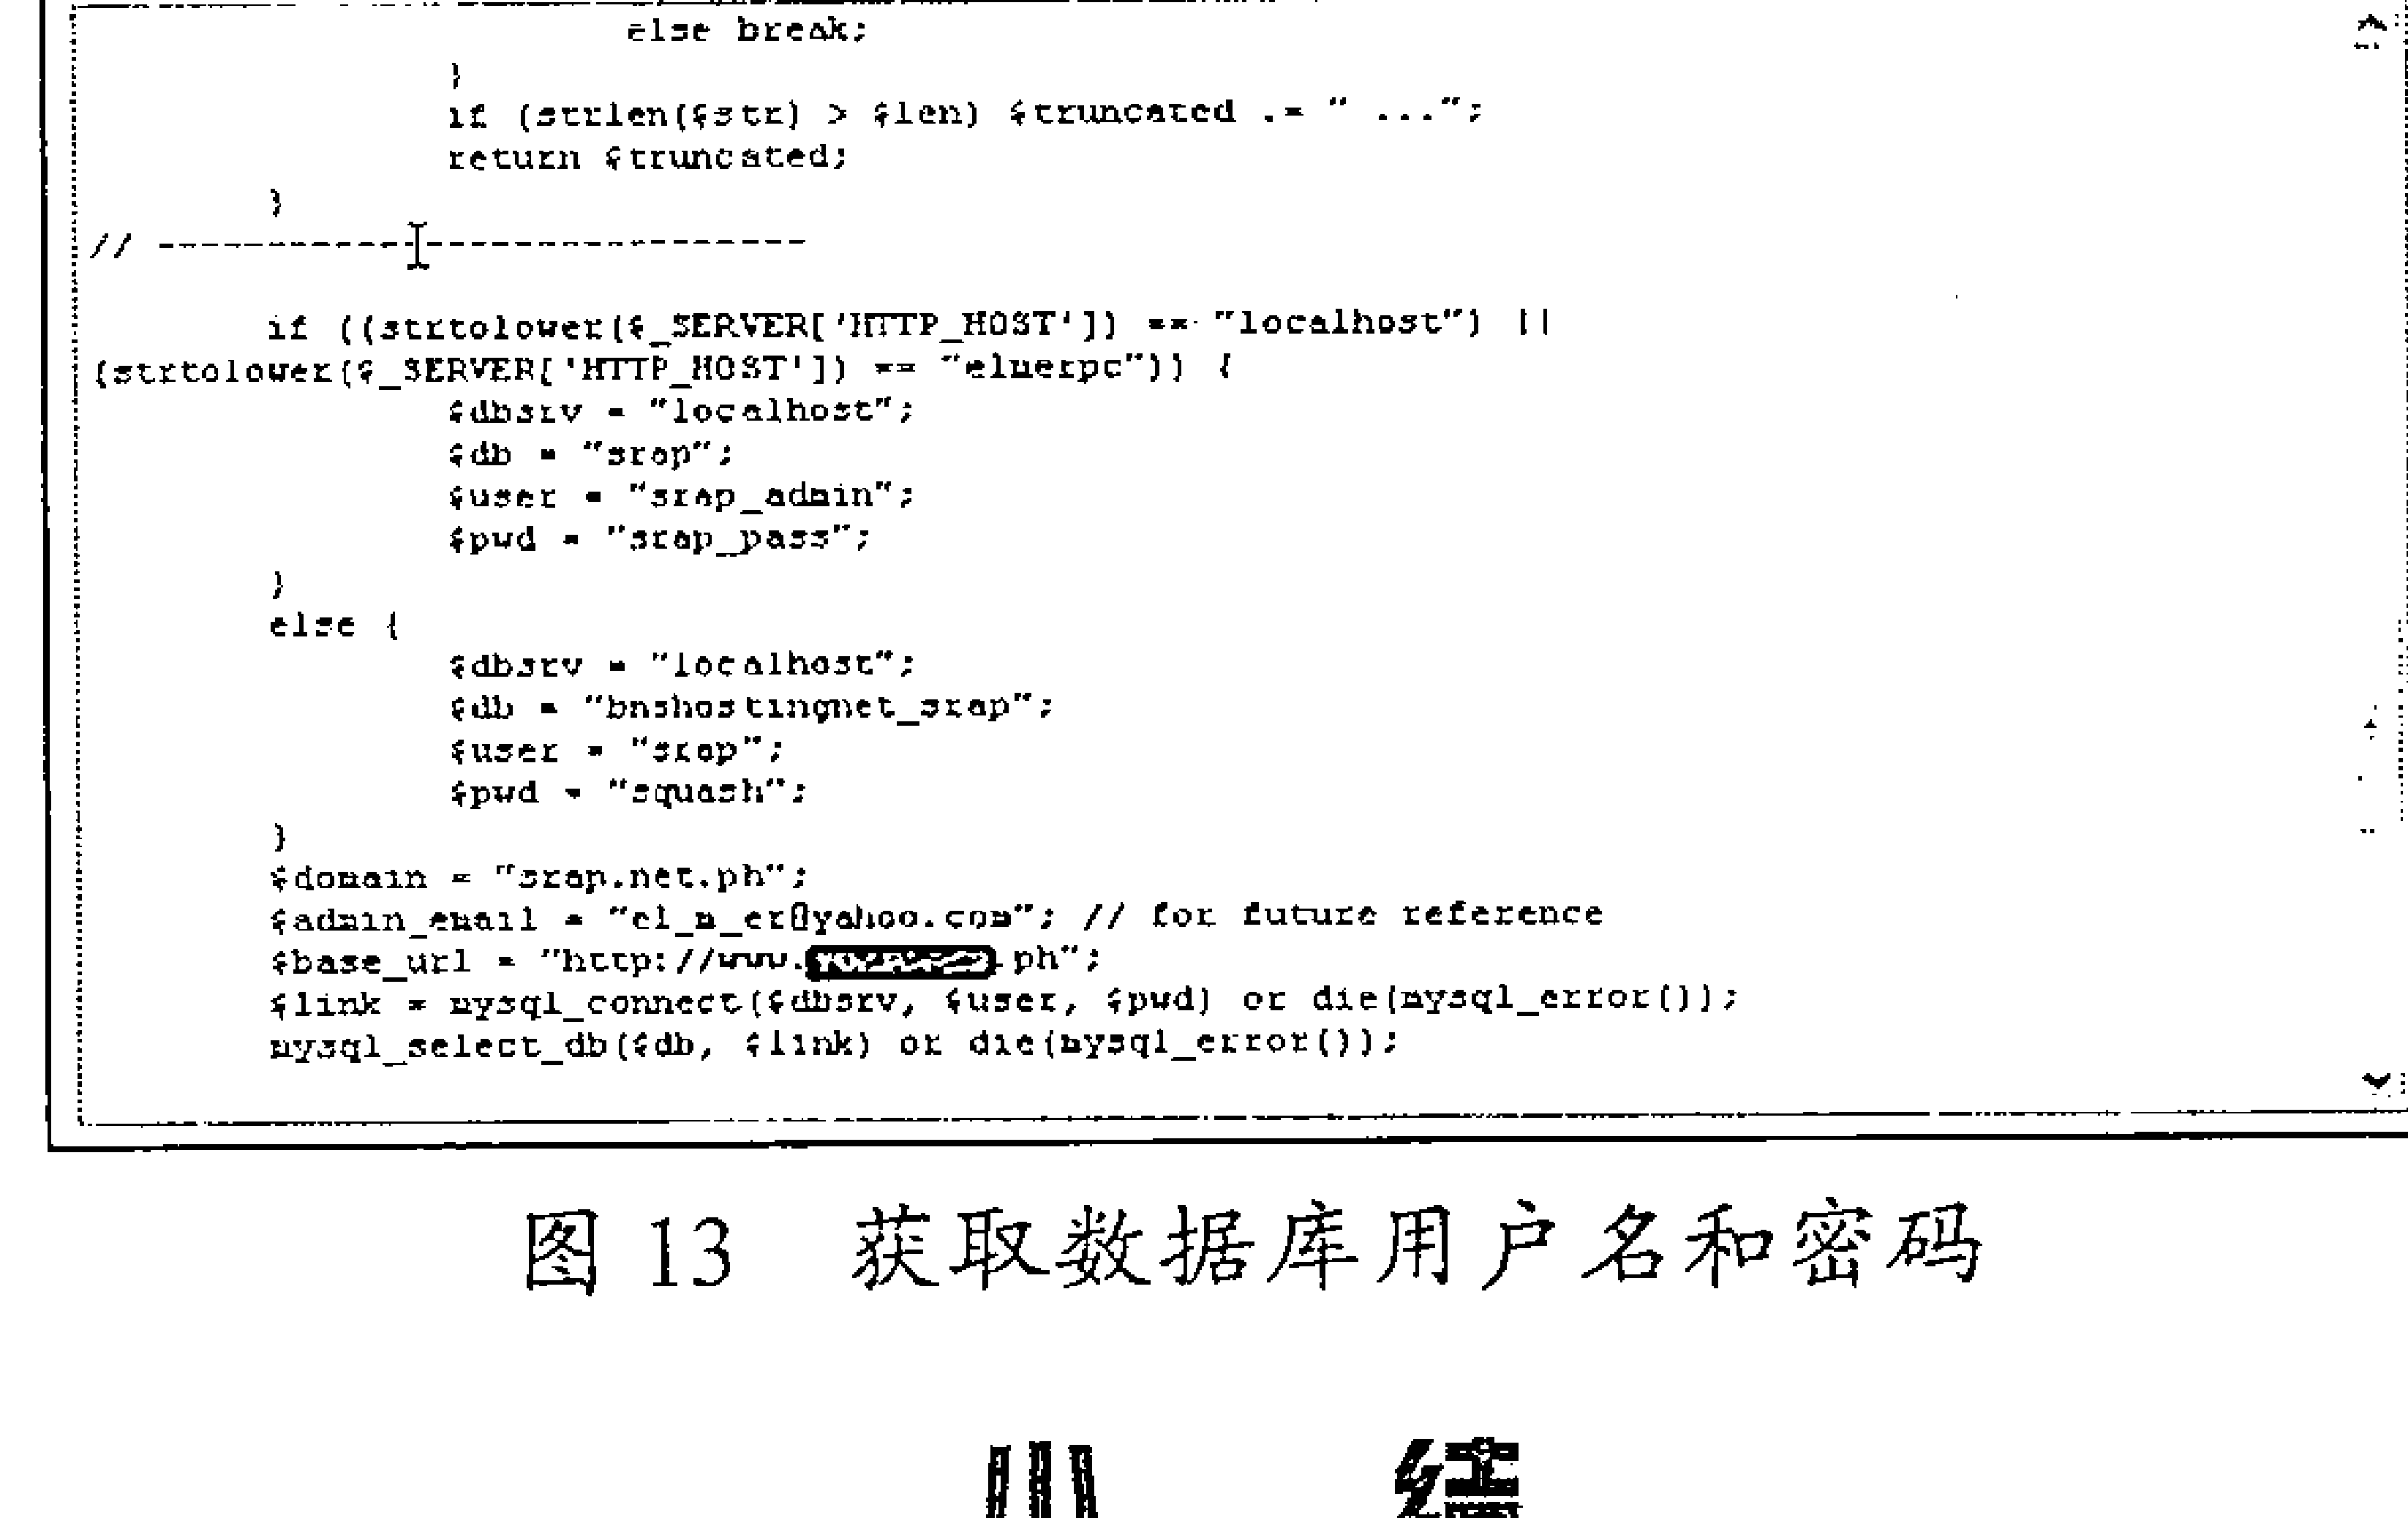 else break;
}
if (strlen($str) > $len) $truncated .= " ...";
return $truncated;
}
// -------------------------------
if ((strtolower($_SERVER['HTTP_HOST']) == "localhost") ||
(strtolower($_SERVER['HTTP_HOST']) == "elmerpc")) {
$dbsrv = "localhost";
$db = "srap";
$user = "srap_admin";
$pwd = "srap_pass";
}
else {
$dbsrv = "localhost";
$db = "bnshostingnet_srap";
$user = "srap";
$pwd = "squash";
}
$domain = "srap.net.ph";
$admin_email = "el_m_er@yahoo.com"; // for future reference
$base_url = "http://www. .ph";
$link = mysql_connect($dbsrv, $user, $pwd) or die(mysql_error());
mysql_select_db($db, $link) or die(mysql_error());
图 13 获取数据库用户名和密码